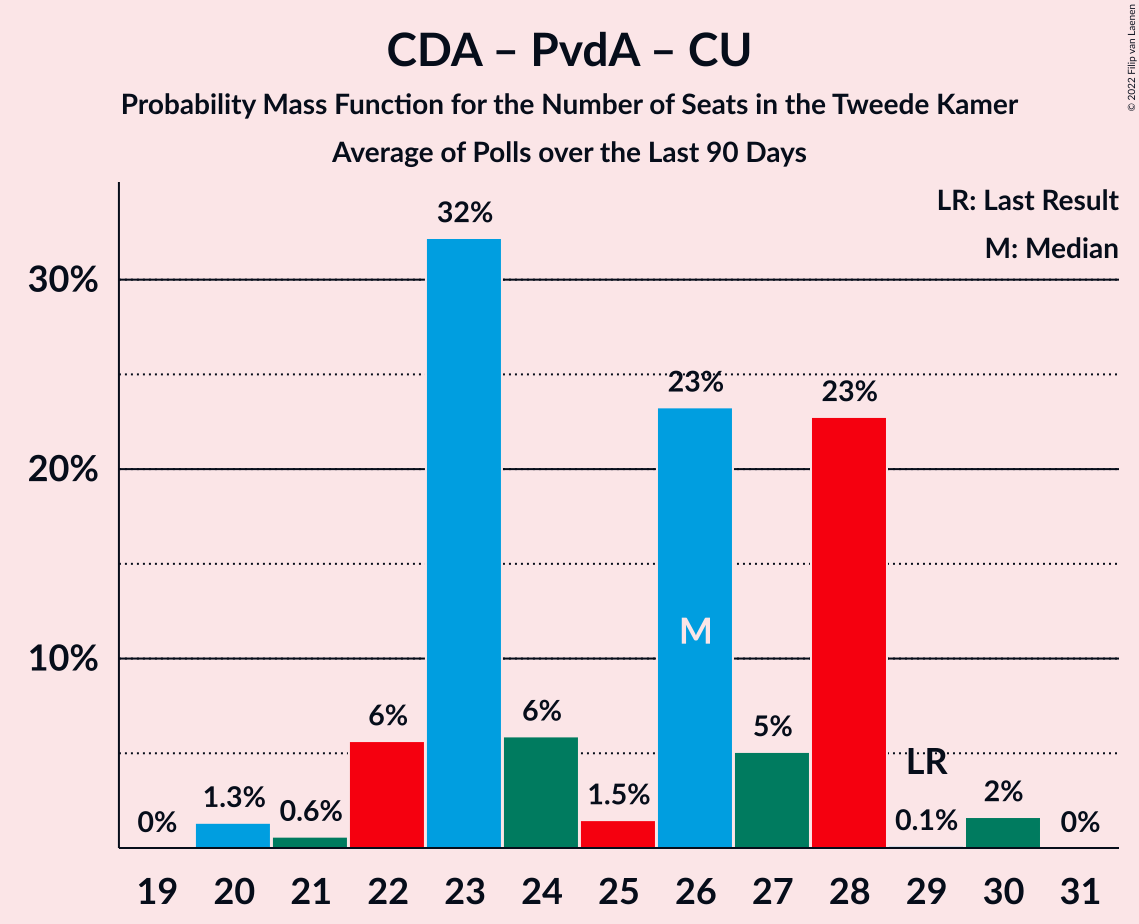 CDA – PvdA – CU
Probability Mass Function for the Number of Seats in the Tweede Kamer
Average of Polls over the Last 90 Days
© 2022 Filip van Laenen
LR: Last Result
M: Median
30%
20%
10%
0%
1.3%
0.6%
6%
32%
6%
1.5%
23%
M
5%
23%
LR
0.1%
2%
0%
19 20 21 22 23 24 25 26 27 28 29 30 31